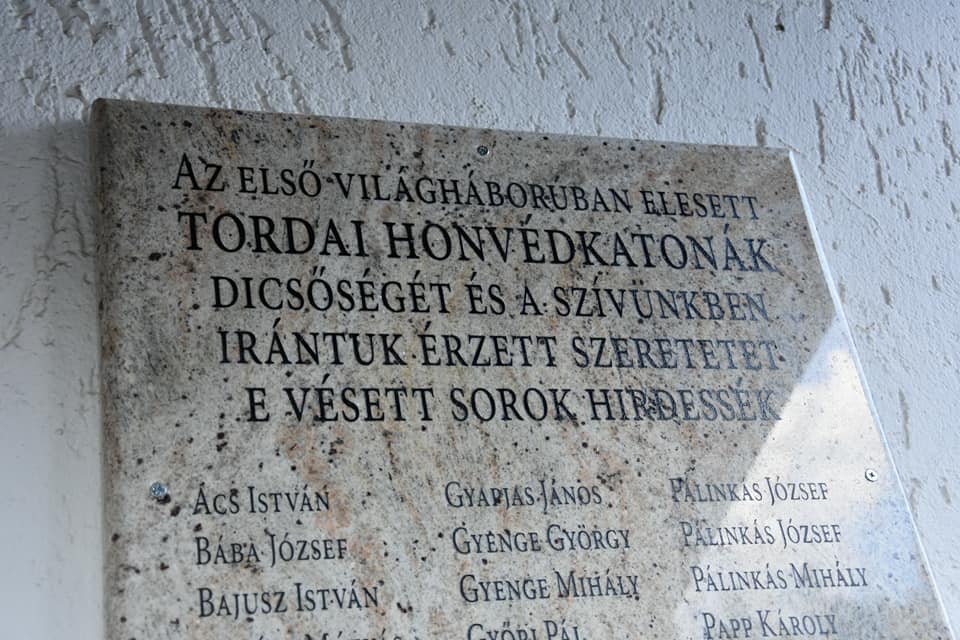 Az első világháborúban elesett
TORDAI HONVÉDKATONÁK
DICSŐSÉGÉT ÉS A SZÍVÜNKBEN
IRÁNTUK ÉRZETT SZERETETET
E VÉSETT SOROK HIRDESSÉK
Ács István
Bába József
Bajusz István
Gyapjas János
Gyenge György
Gyenge Mihály
Győri Pál
Pálinkás József
Pálinkás József
Pálinkás Mihály
Papp Károly